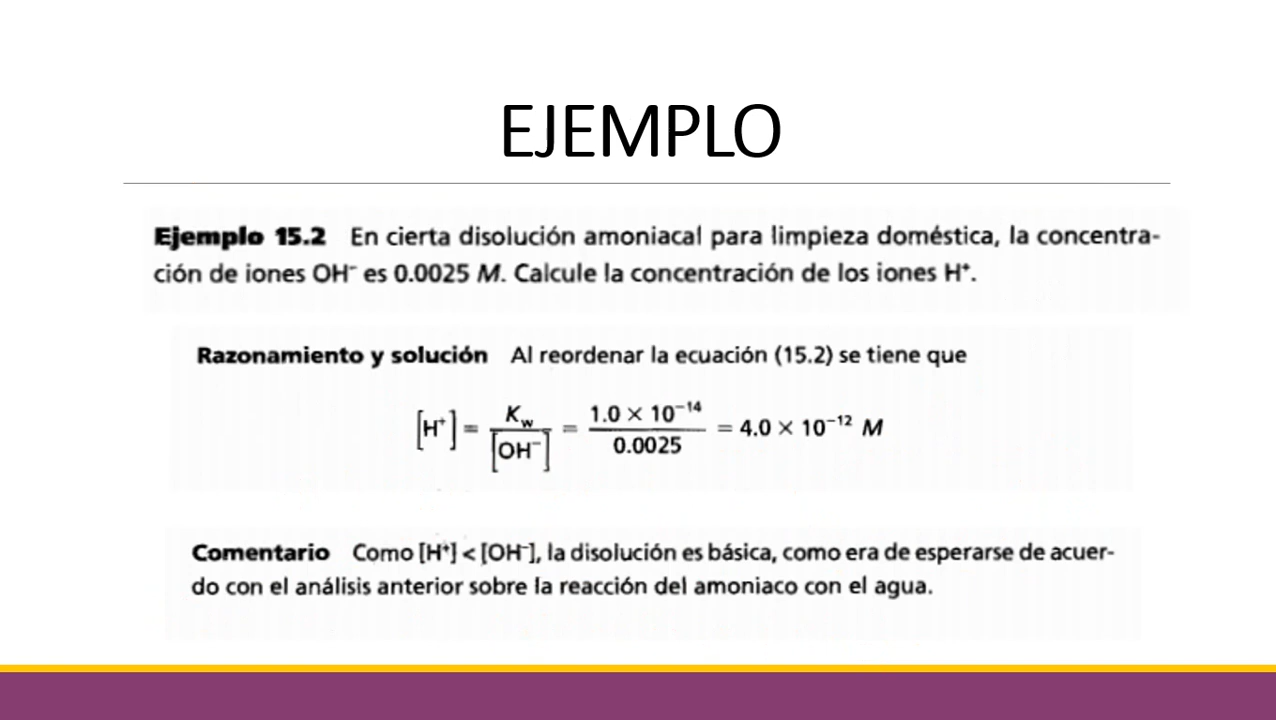 EJEMPLO
Ejemplo 15.2 En cierta disolución amoniacal para limpieza doméstica, la concentra-
ción de iones OH⁻ es 0.0025 M. Calcule la concentración de los iones H⁺.
Razonamiento y solución Al reordenar la ecuación (15.2) se tiene que
[H⁺] = K_w / [OH⁻] = 1.0 × 10⁻¹⁴ / 0.0025 = 4.0 × 10⁻¹² M
Comentario Como [H⁺] < [OH⁻], la disolución es básica, como era de esperarse de acuer-
do con el análisis anterior sobre la reacción del amoniaco con el agua.